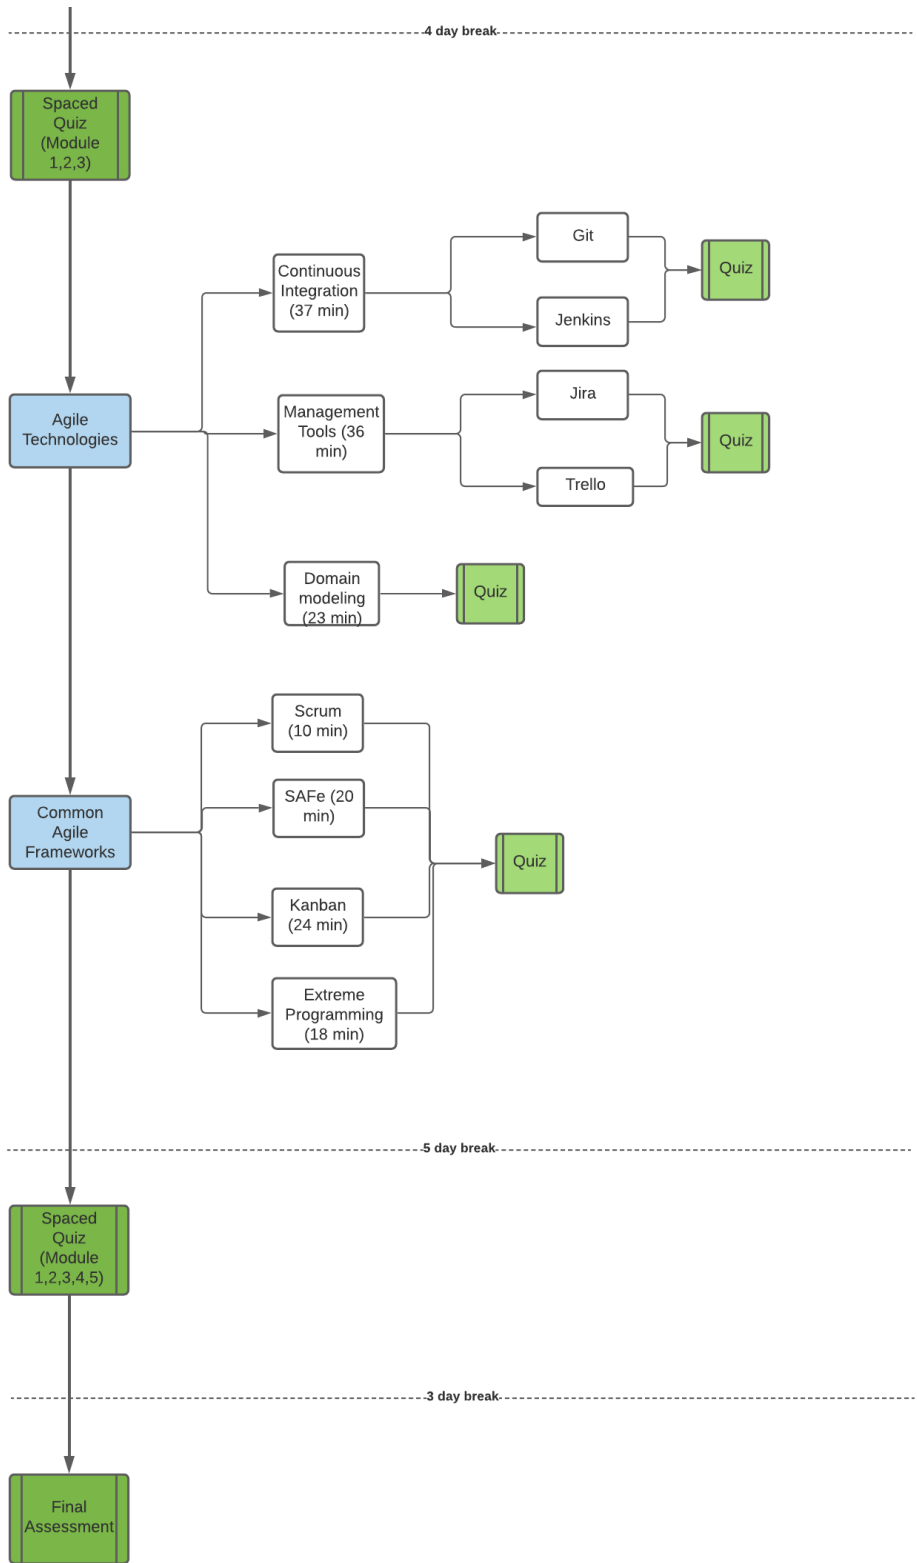 4 day break
Spaced
Quiz
(Module
1,2,3)
Git
Continuous
Integration
(37 min)
Quiz
Jenkins
Jira
Agile
Technologies
Management
Tools (36
min)
Quiz
Trello
Domain
modeling
(23 min)
Quiz
Scrum
(10 min)
SAFe (20
min)
Common
Agile
Frameworks
Quiz
Kanban
(24 min)
Extreme
Programming
(18 min)
5 day break
Spaced
Quiz
(Module
1,2,3,4,5)
3 day break
Final
Assessment